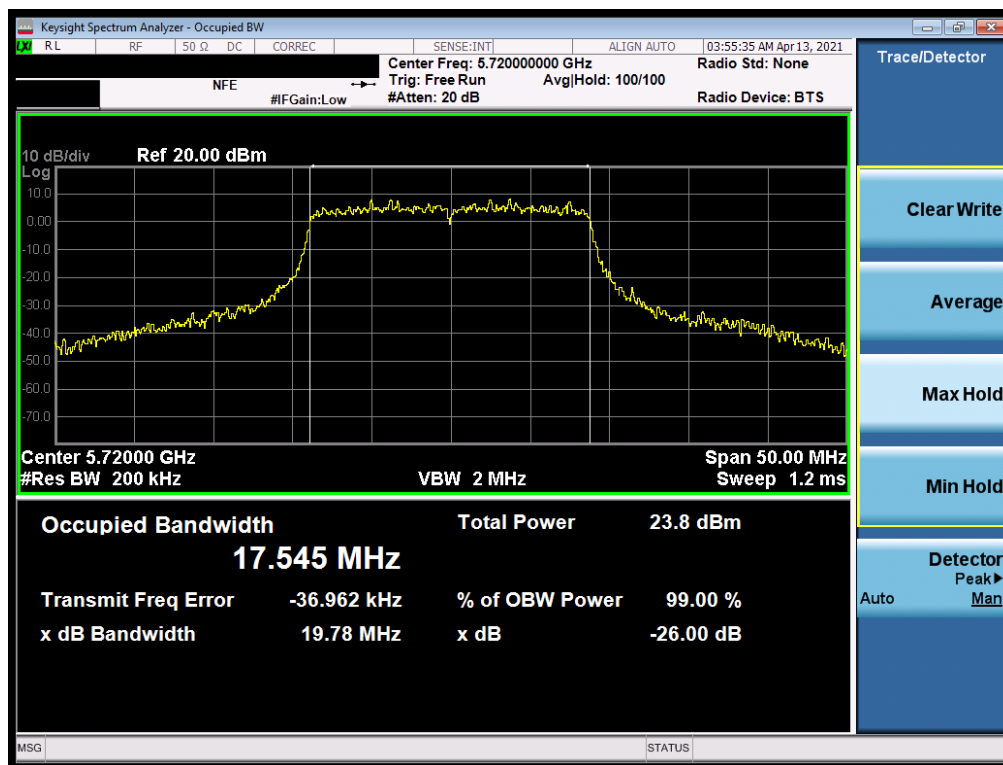 Keysight Spectrum Analyzer - Occupied BW
LXI RL RF 50 Ω DC CORREC SENSE:INT ALIGN AUTO 03:55:35 AM Apr 13, 2021
Center Freq: 5.720000000 GHz Radio Std: None
NFE Trig: Free Run Avg|Hold: 100/100
#IFGain:Low #Atten: 20 dB Radio Device: BTS
10 dB/div Ref 20.00 dBm
Log
10.0
0.00
-10.0
-20.0
-30.0
-40.0
-50.0
-60.0
-70.0
Center 5.72000 GHz Span 50.00 MHz
#Res BW 200 kHz VBW 2 MHz Sweep 1.2 ms
Occupied Bandwidth Total Power 23.8 dBm
17.545 MHz
Transmit Freq Error -36.962 kHz % of OBW Power 99.00 %
x dB Bandwidth 19.78 MHz x dB -26.00 dB
MSG STATUS
Trace/Detector
Clear Write
Average
Max Hold
Min Hold
Detector
Peak▶
Auto Man